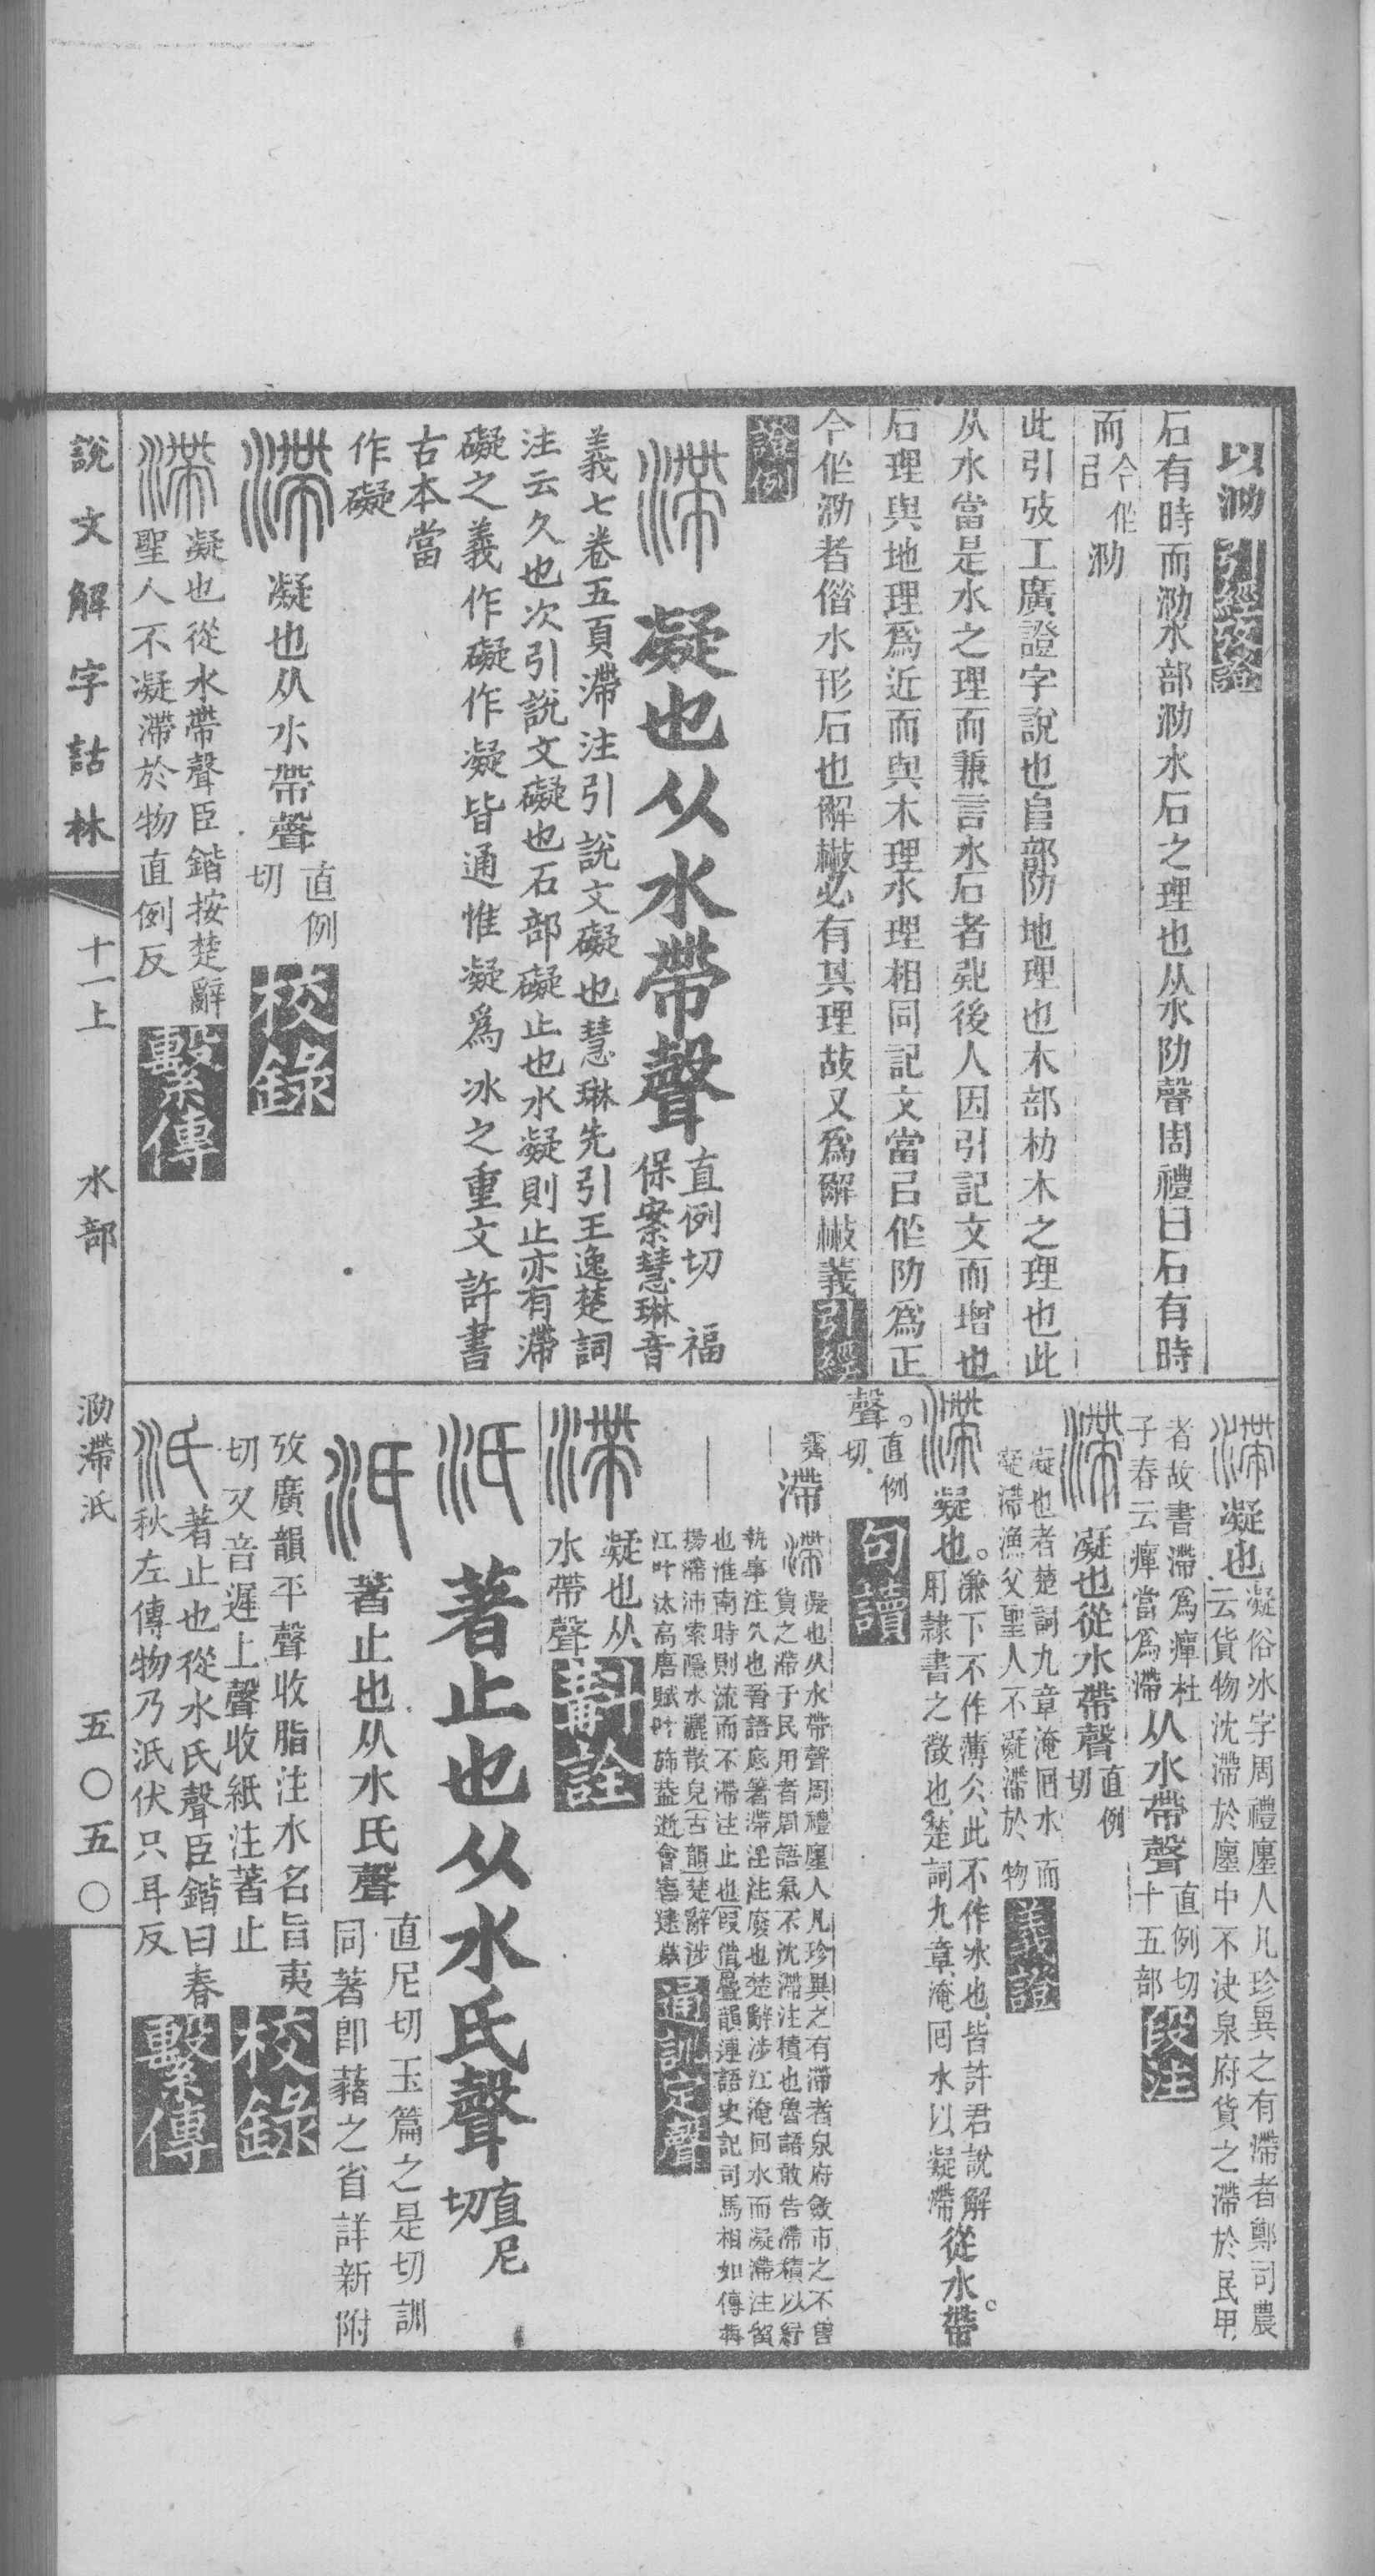 以泐 引經攷證
石有時而泐水部泐水石之理也从水阞聲周禮曰石有時
而㠯今作泐
此引攷工廣證字說也𨸏部阞地理也木部朸木之理也此
从水當是水之理而兼言水石者殆後人因引記文而增也
石理與地理爲近而與木理水理相同記文當㠯作阞爲正
今作泐者偕水形石也解㪚必有其理故又爲解㪚義 引經
證例
滯 凝也从水帶聲 直例切 福保案慧琳音
義七卷五頁滯注引說文礙也慧琳先引王逸楚詞
注云久也次引說文礙也石部礙止也水凝則止亦有滯
礙之義作礙作凝皆通惟凝爲冰之重文許書
古本當
作礙
滯 凝也从水帶聲 直例切 校錄
滯 凝也從水帶聲臣鍇按楚辭
聖人不凝滯於物直例反 繫傳
滯 凝也 凝俗冰字周禮廛人凡珍異之有滯者鄭司農
云貨物沈滯於廛中不決泉府貨之滯於民用
者故書滯爲癉杜子春云癉當爲滯 从水帶聲 直例切十五部 段注
滯 凝也從水帶聲 直例切
凝也者楚詞九章淹回水而
凝滯漁父聖人不凝滯於物 義證
滯 凝也。 溓下不作薄仌此不作冰也皆許君說解
用隸書之徵也楚詞九章淹回水以凝滯 從水帶。
聲。 直例切 句讀
滯 凝也从水帶聲周禮廛人凡珍異之有滯者泉府斂市之不售
貨之滯于民用者周語氣不沈滯注積也魯語敢告滯積以紓
執事注久也晉語底箸滯淫注廢也楚辭涉江淹回水而凝滯注留
也淮南時則流而不滯注止也叚借曡韻連語史記司馬相如傳
揚滯沛索隱水灑散皃古韻楚辭涉
江叶汰高唐賦叶 益逝會 逮 通訓定聲
滯 凝也从
水帶聲 斠詮
泜 著止也从水氏聲 直尼切
泜 著止也从水氏聲 直尼切玉篇之是切訓
同著卽藸之省詳新附
攷廣韻平聲收脂注水名旨夷
切又音遲上聲收紙注著止 校錄
泜 著止也從水氏聲臣鍇曰春
秋左傳物乃泜伏只耳反 繫傳
說文解字詁林 十一上 水部 泐滯泜 五〇五〇